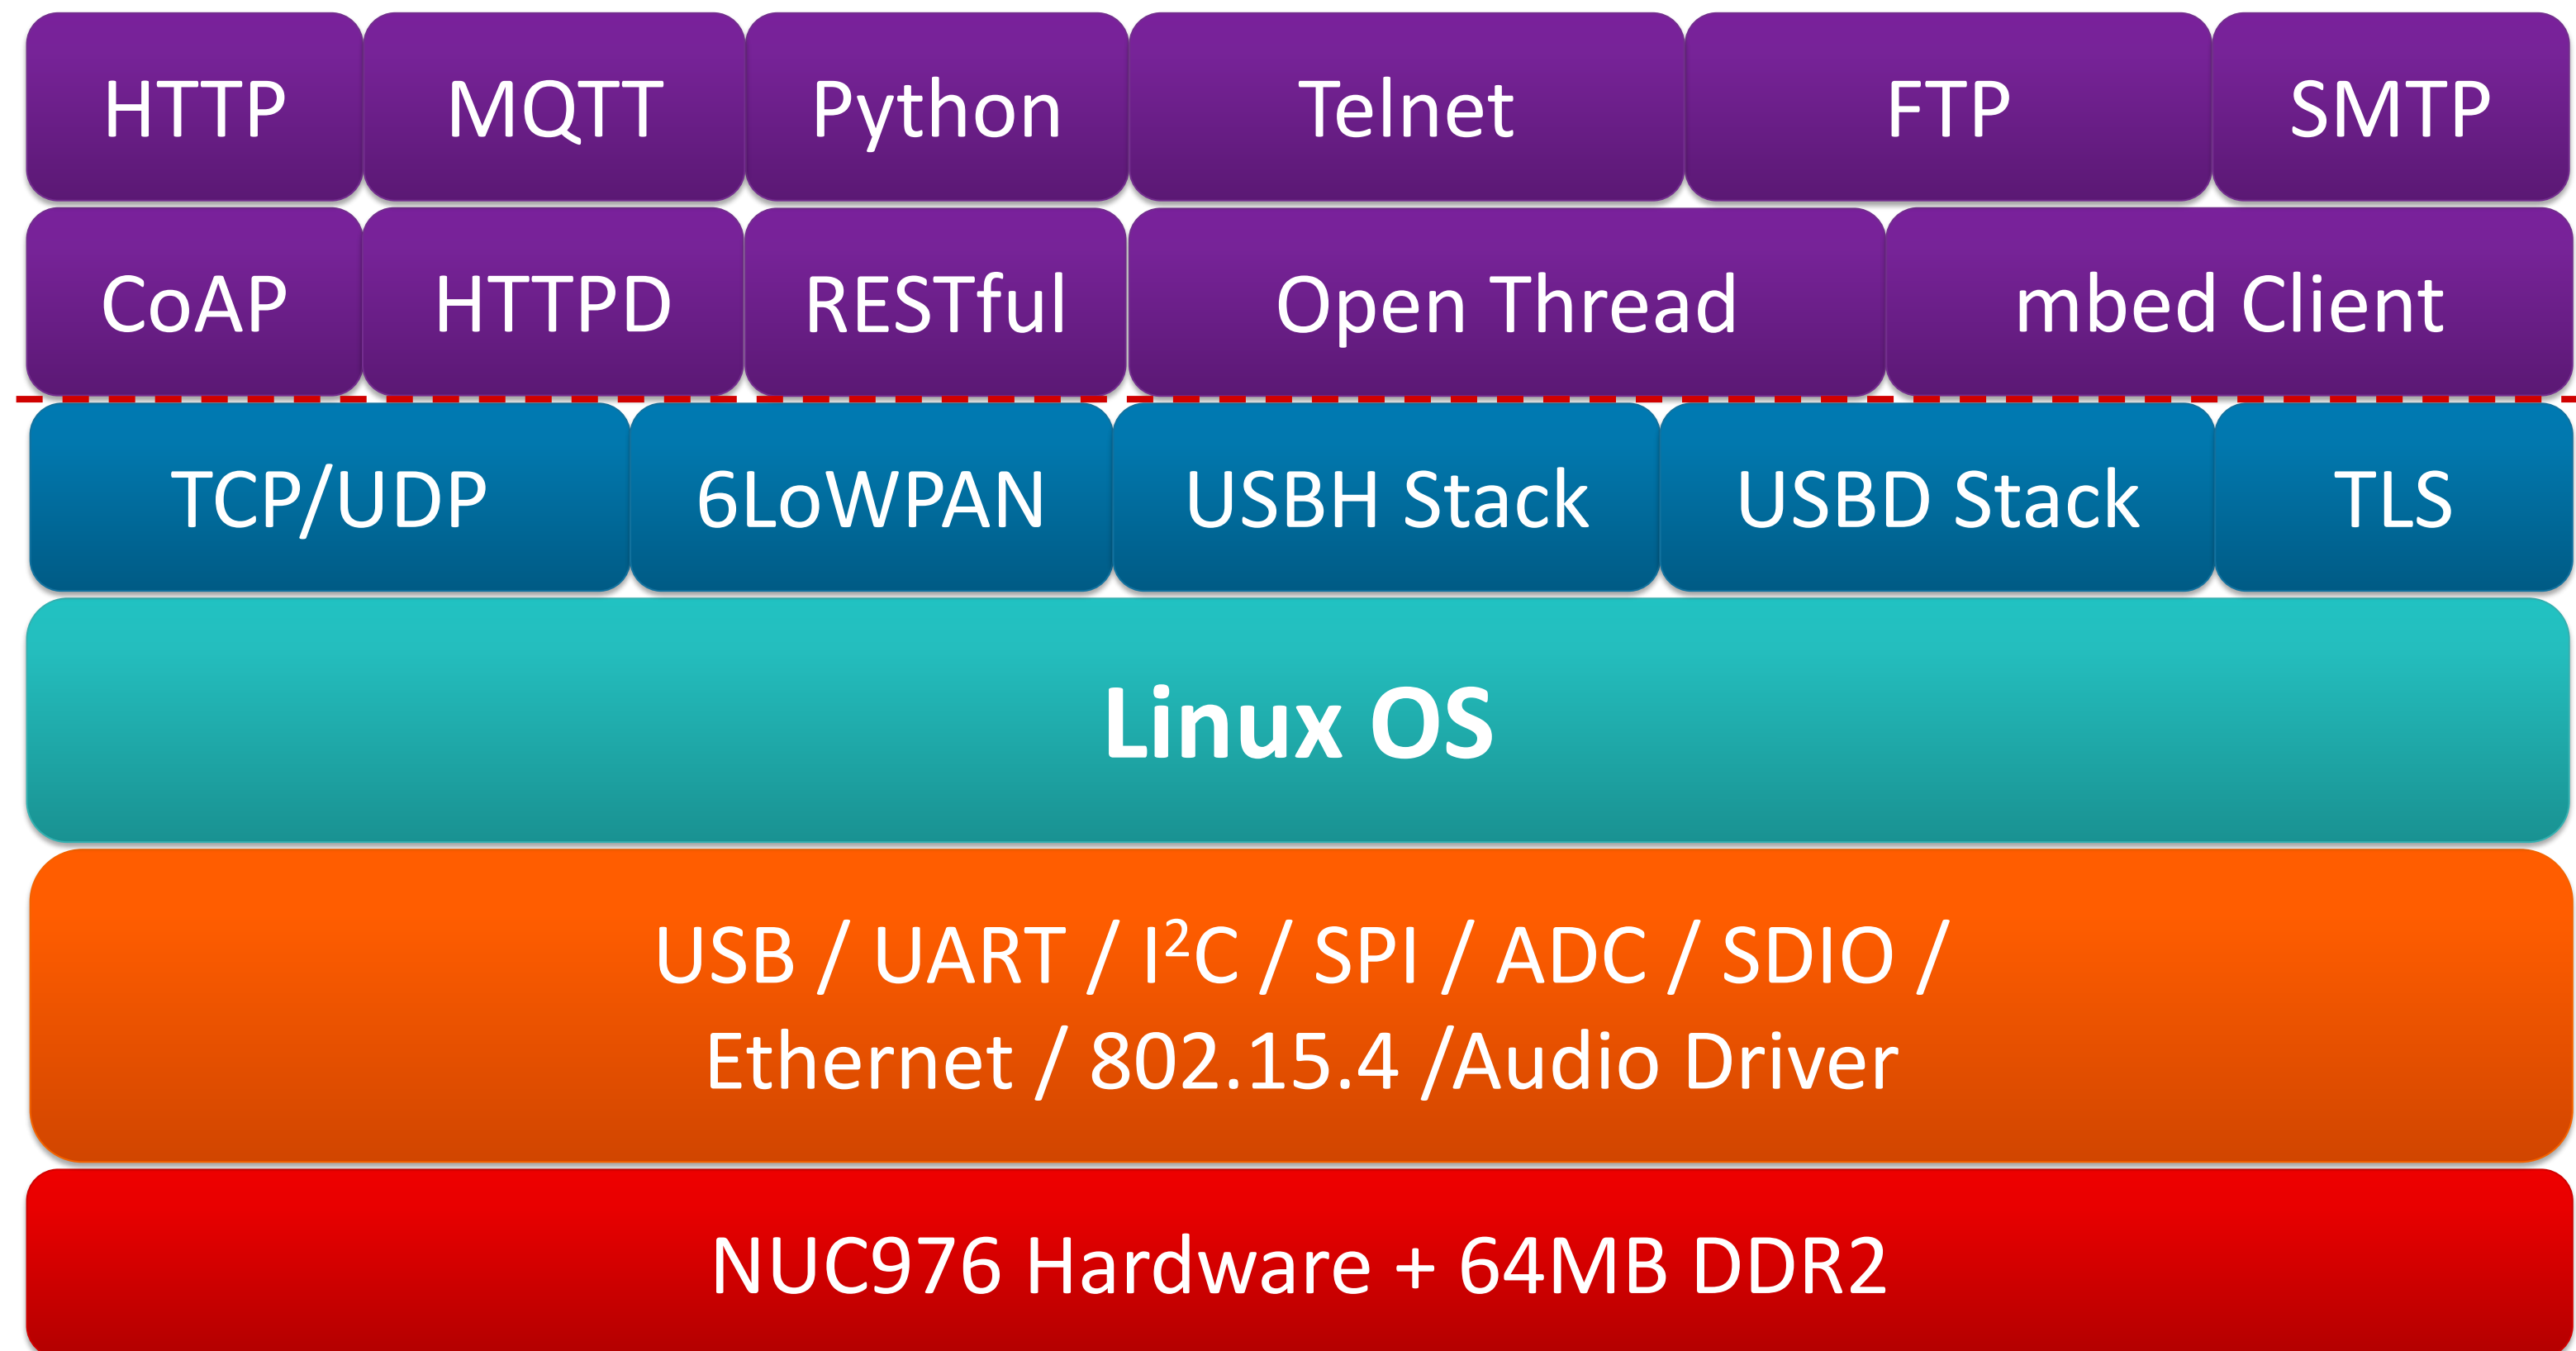 HTTP MQTT Python Telnet FTP SMTP
CoAP HTTPD RESTful Open Thread mbed Client
TCP/UDP 6LoWPAN USBH Stack USBD Stack TLS
Linux OS
USB / UART / I²C / SPI / ADC / SDIO /
Ethernet / 802.15.4 /Audio Driver
NUC976 Hardware + 64MB DDR2